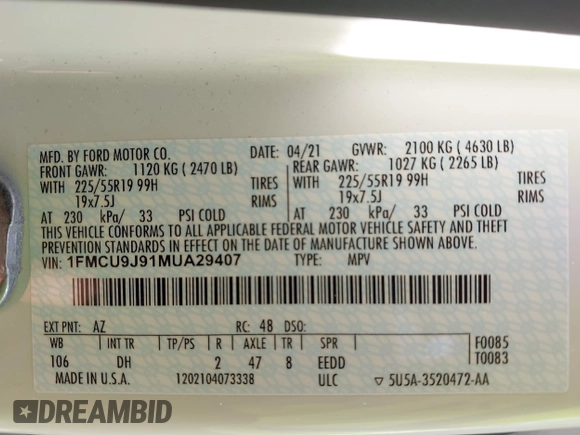 MFD. BY FORD MOTOR CO. DATE: 04/21 GVWR: 2100 KG ( 4630 LB)
FRONT GAWR: 1120 KG ( 2470 LB) REAR GAWR: 1027 KG ( 2265 LB)
WITH 225/55R19 99H TIRES WITH 225/55R19 99H TIRES
19x7.5J RIMS 19x7.5J RIMS
AT 230 kPa/ 33 PSI COLD AT 230 kPa/ 33 PSI COLD
THIS VEHICLE CONFORMS TO ALL APPLICABLE FEDERAL MOTOR VEHICLE SAFETY AND THEFT
PREVENTION STANDARDS IN EFFECT ON THE DATE OF MANUFACTURE SHOWN ABOVE.
VIN: 1FMCU9J91MUA29407 TYPE: MPV
EXT PNT: AZ RC: 48 DSO:
WB INT TR TP/PS R AXLE TR SPR F0085
106 DH 2 47 8 EEDD T0083
MADE IN U.S.A. 1202104073338 ULC ▽ 5U5A-3520472-AA
DREAMBID